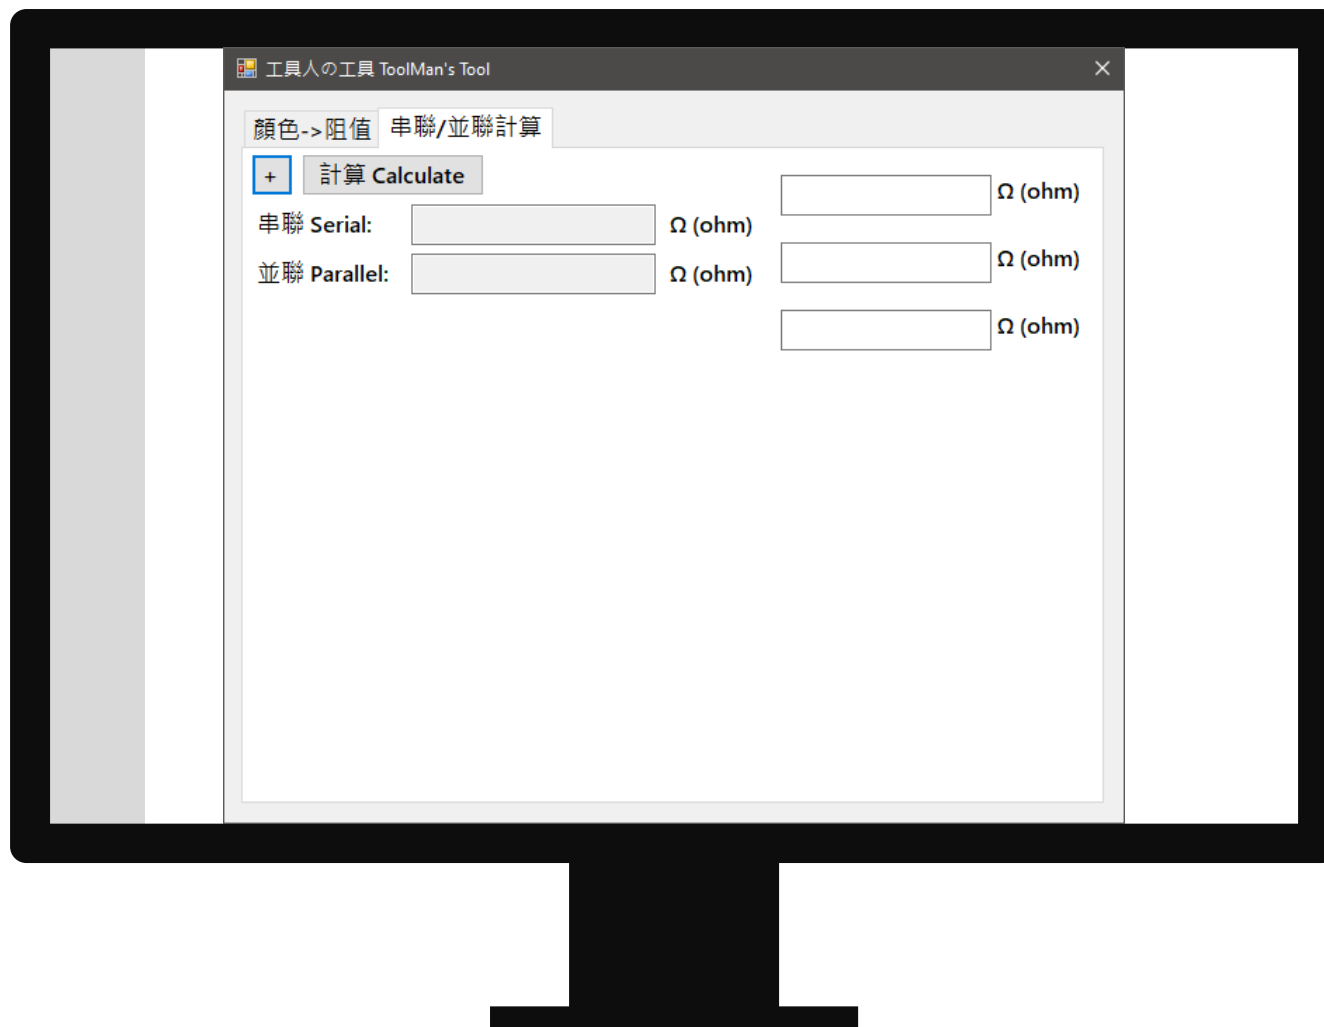 工具人の工具 ToolMan's Tool
顏色->阻值 串聯/並聯計算
+ 計算 Calculate
Ω (ohm)
串聯 Serial: Ω (ohm)
Ω (ohm)
並聯 Parallel: Ω (ohm)
Ω (ohm)